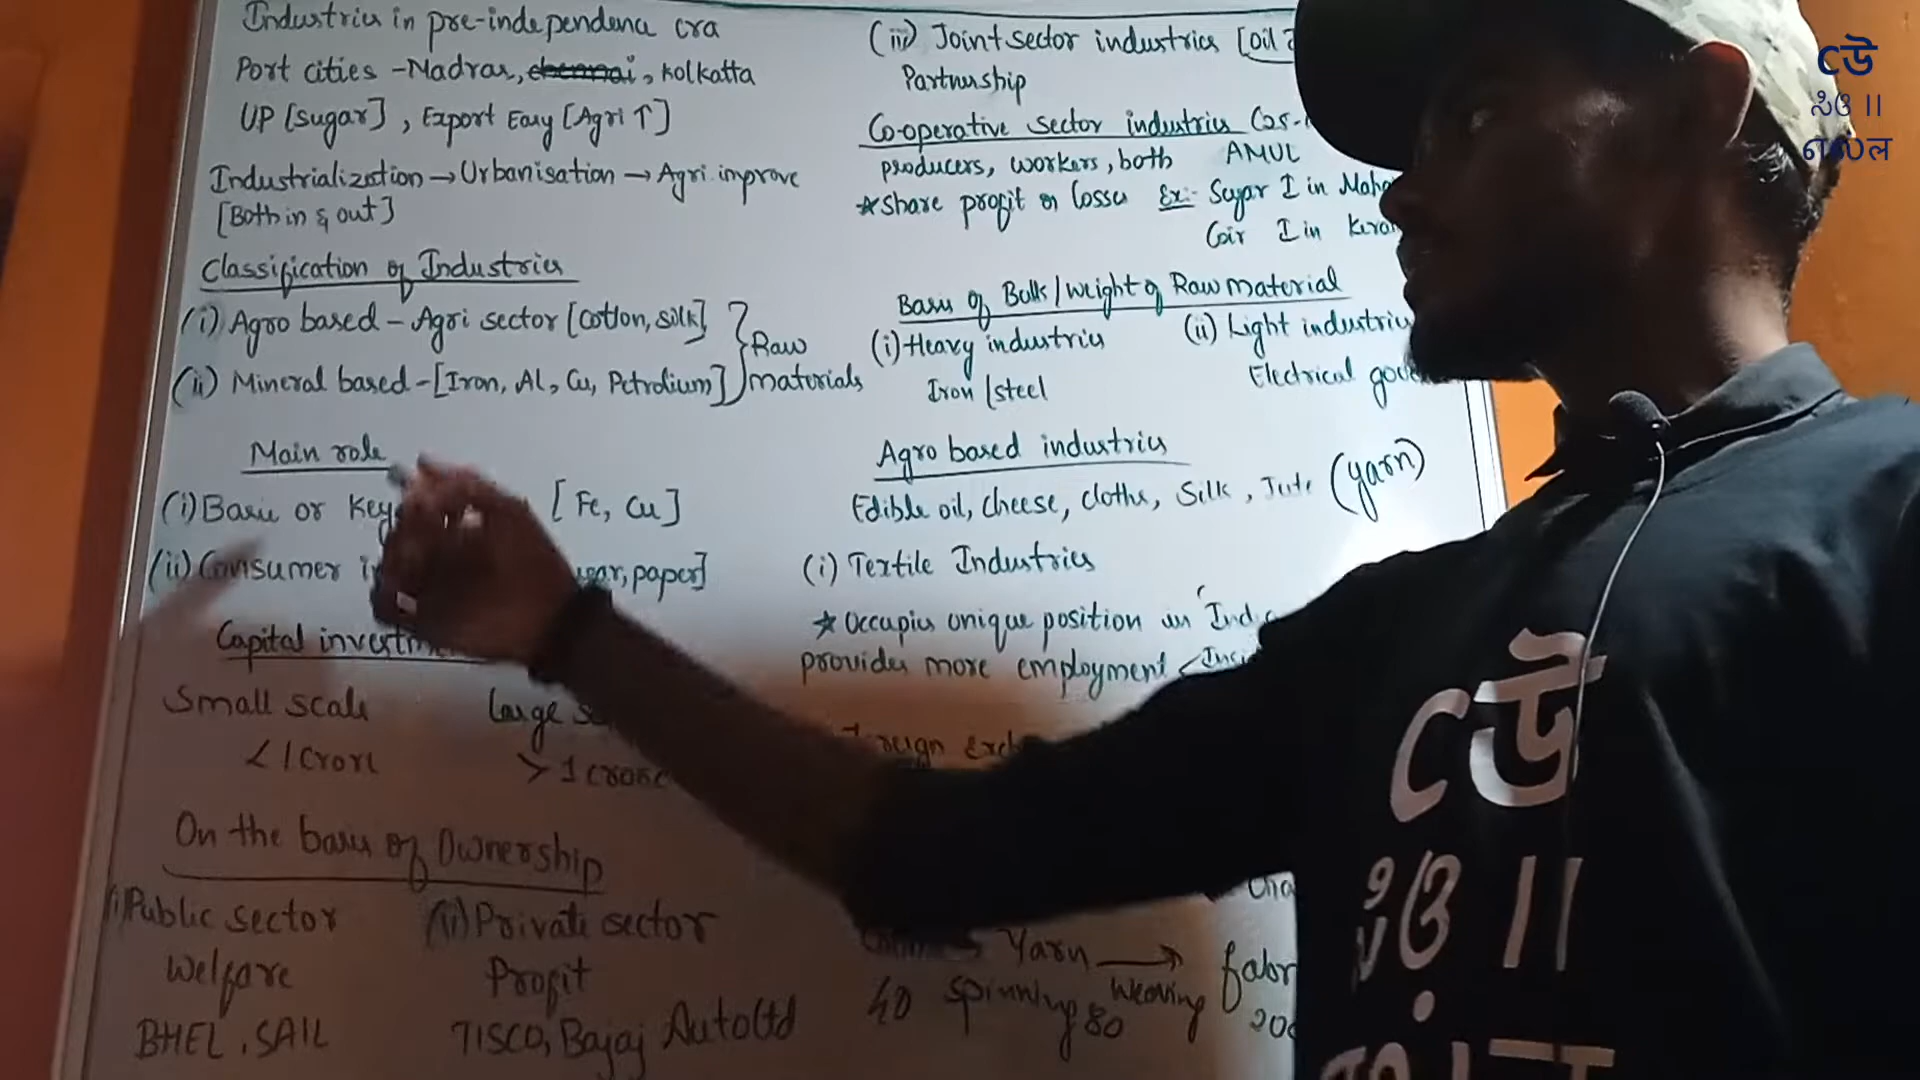 Industries in pre-independence era
Port cities - Madras, chennai, Kolkatta
UP [sugar], Export Easy [Agri ↑]
Industrialization → Urbanisation → Agri improve
[Both in & out]
Classification of Industries
(i) Agro based - Agri sector [cotton, silk]
(ii) Mineral based - [Iron, Al, Cu, Petrolium]
Raw
materials
Main role
(i) Basic or Key [Fe, Cu]
(ii) Consumer paper]
Capital
Small scale Large
< 1 Crore > 1 crore
On the basis of Ownership
(i) Public sector (ii) Private sector
Welfare Profit
BHEL, SAIL TISCO, Bajaj Auto Ltd
(iii) Joint sector industries [oil
Partnership
Co-operative sector industries
producers, workers, both AMUL
*share profit or losses Ex:- Sugar I in
Coir I in
Basis of Bulk/weight of Raw material
(i) Heavy industries (ii) Light industries
Iron/steel Electrical
Agro based industries
Edible oil, cheese, cloths, Silk, Jute (yarn)
(i) Textile Industries
* Occupies unique position in
provides more employment
Yarn →
40 spinning 80 weaving
cউ
ಸಿଓ ॥
எஸல
cউ
ಸಿଓ ॥